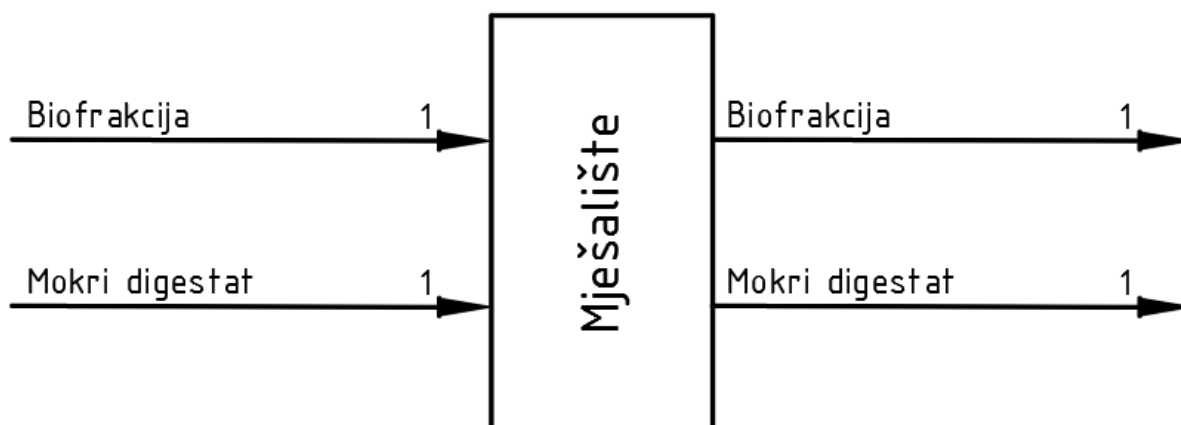 Biofrakcija 1
Mokri digestat 1
Mješalište
Biofrakcija 1
Mokri digestat 1